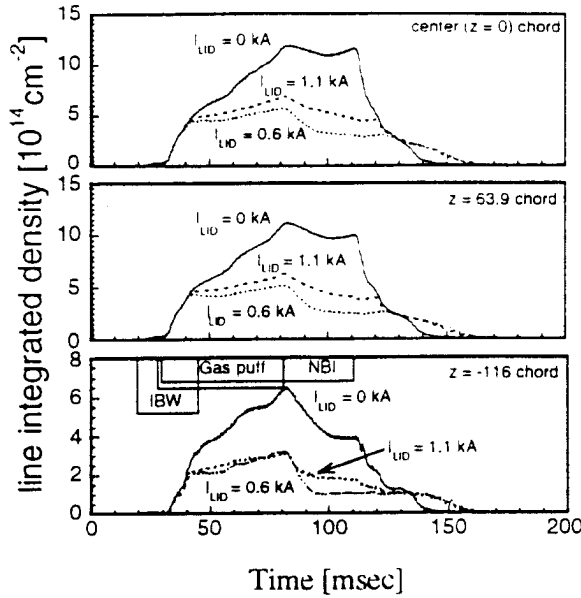 line integrated density [10^14 cm^-2]
15
10
5
0
center (z = 0) chord
I_LID = 0 kA
I_LID = 1.1 kA
I_LID = 0.6 kA
15
10
5
0
z = 63.9 chord
I_LID = 0 kA
I_LID = 1.1 kA
I_LID = 0.6 kA
8
6
4
2
0
z = -116 chord
Gas puff
NBI
IBW
I_LID = 0 kA
I_LID = 1.1 kA
I_LID = 0.6 kA
0 50 100 150 200
Time [msec]